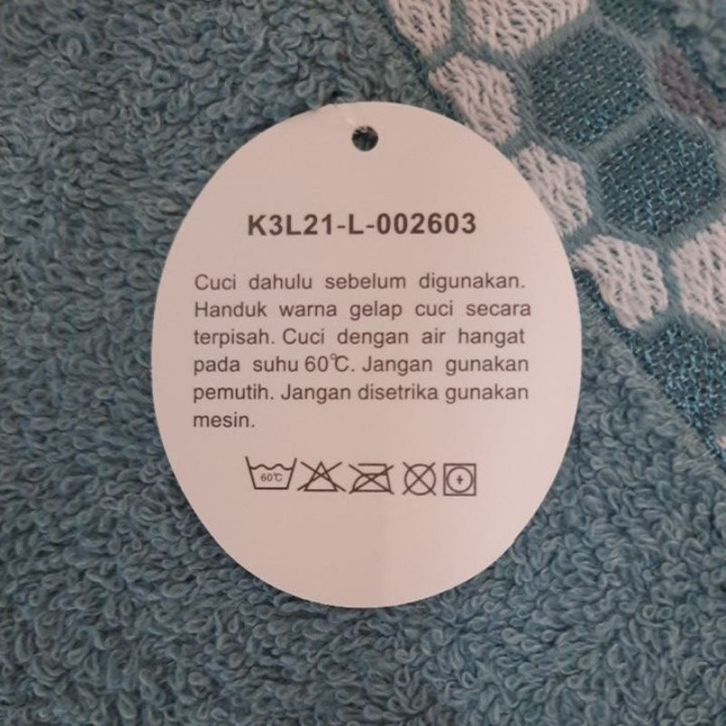 K3L21-L-002603
Cuci dahulu sebelum digunakan.
Handuk warna gelap cuci secara
terpisah. Cuci dengan air hangat
pada suhu 60℃. Jangan gunakan
pemutih. Jangan disetrika gunakan
mesin.
60℃